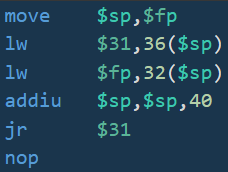 move $sp,$fp
lw $31,36($sp)
lw $fp,32($sp)
addiu $sp,$sp,40
jr $31
nop